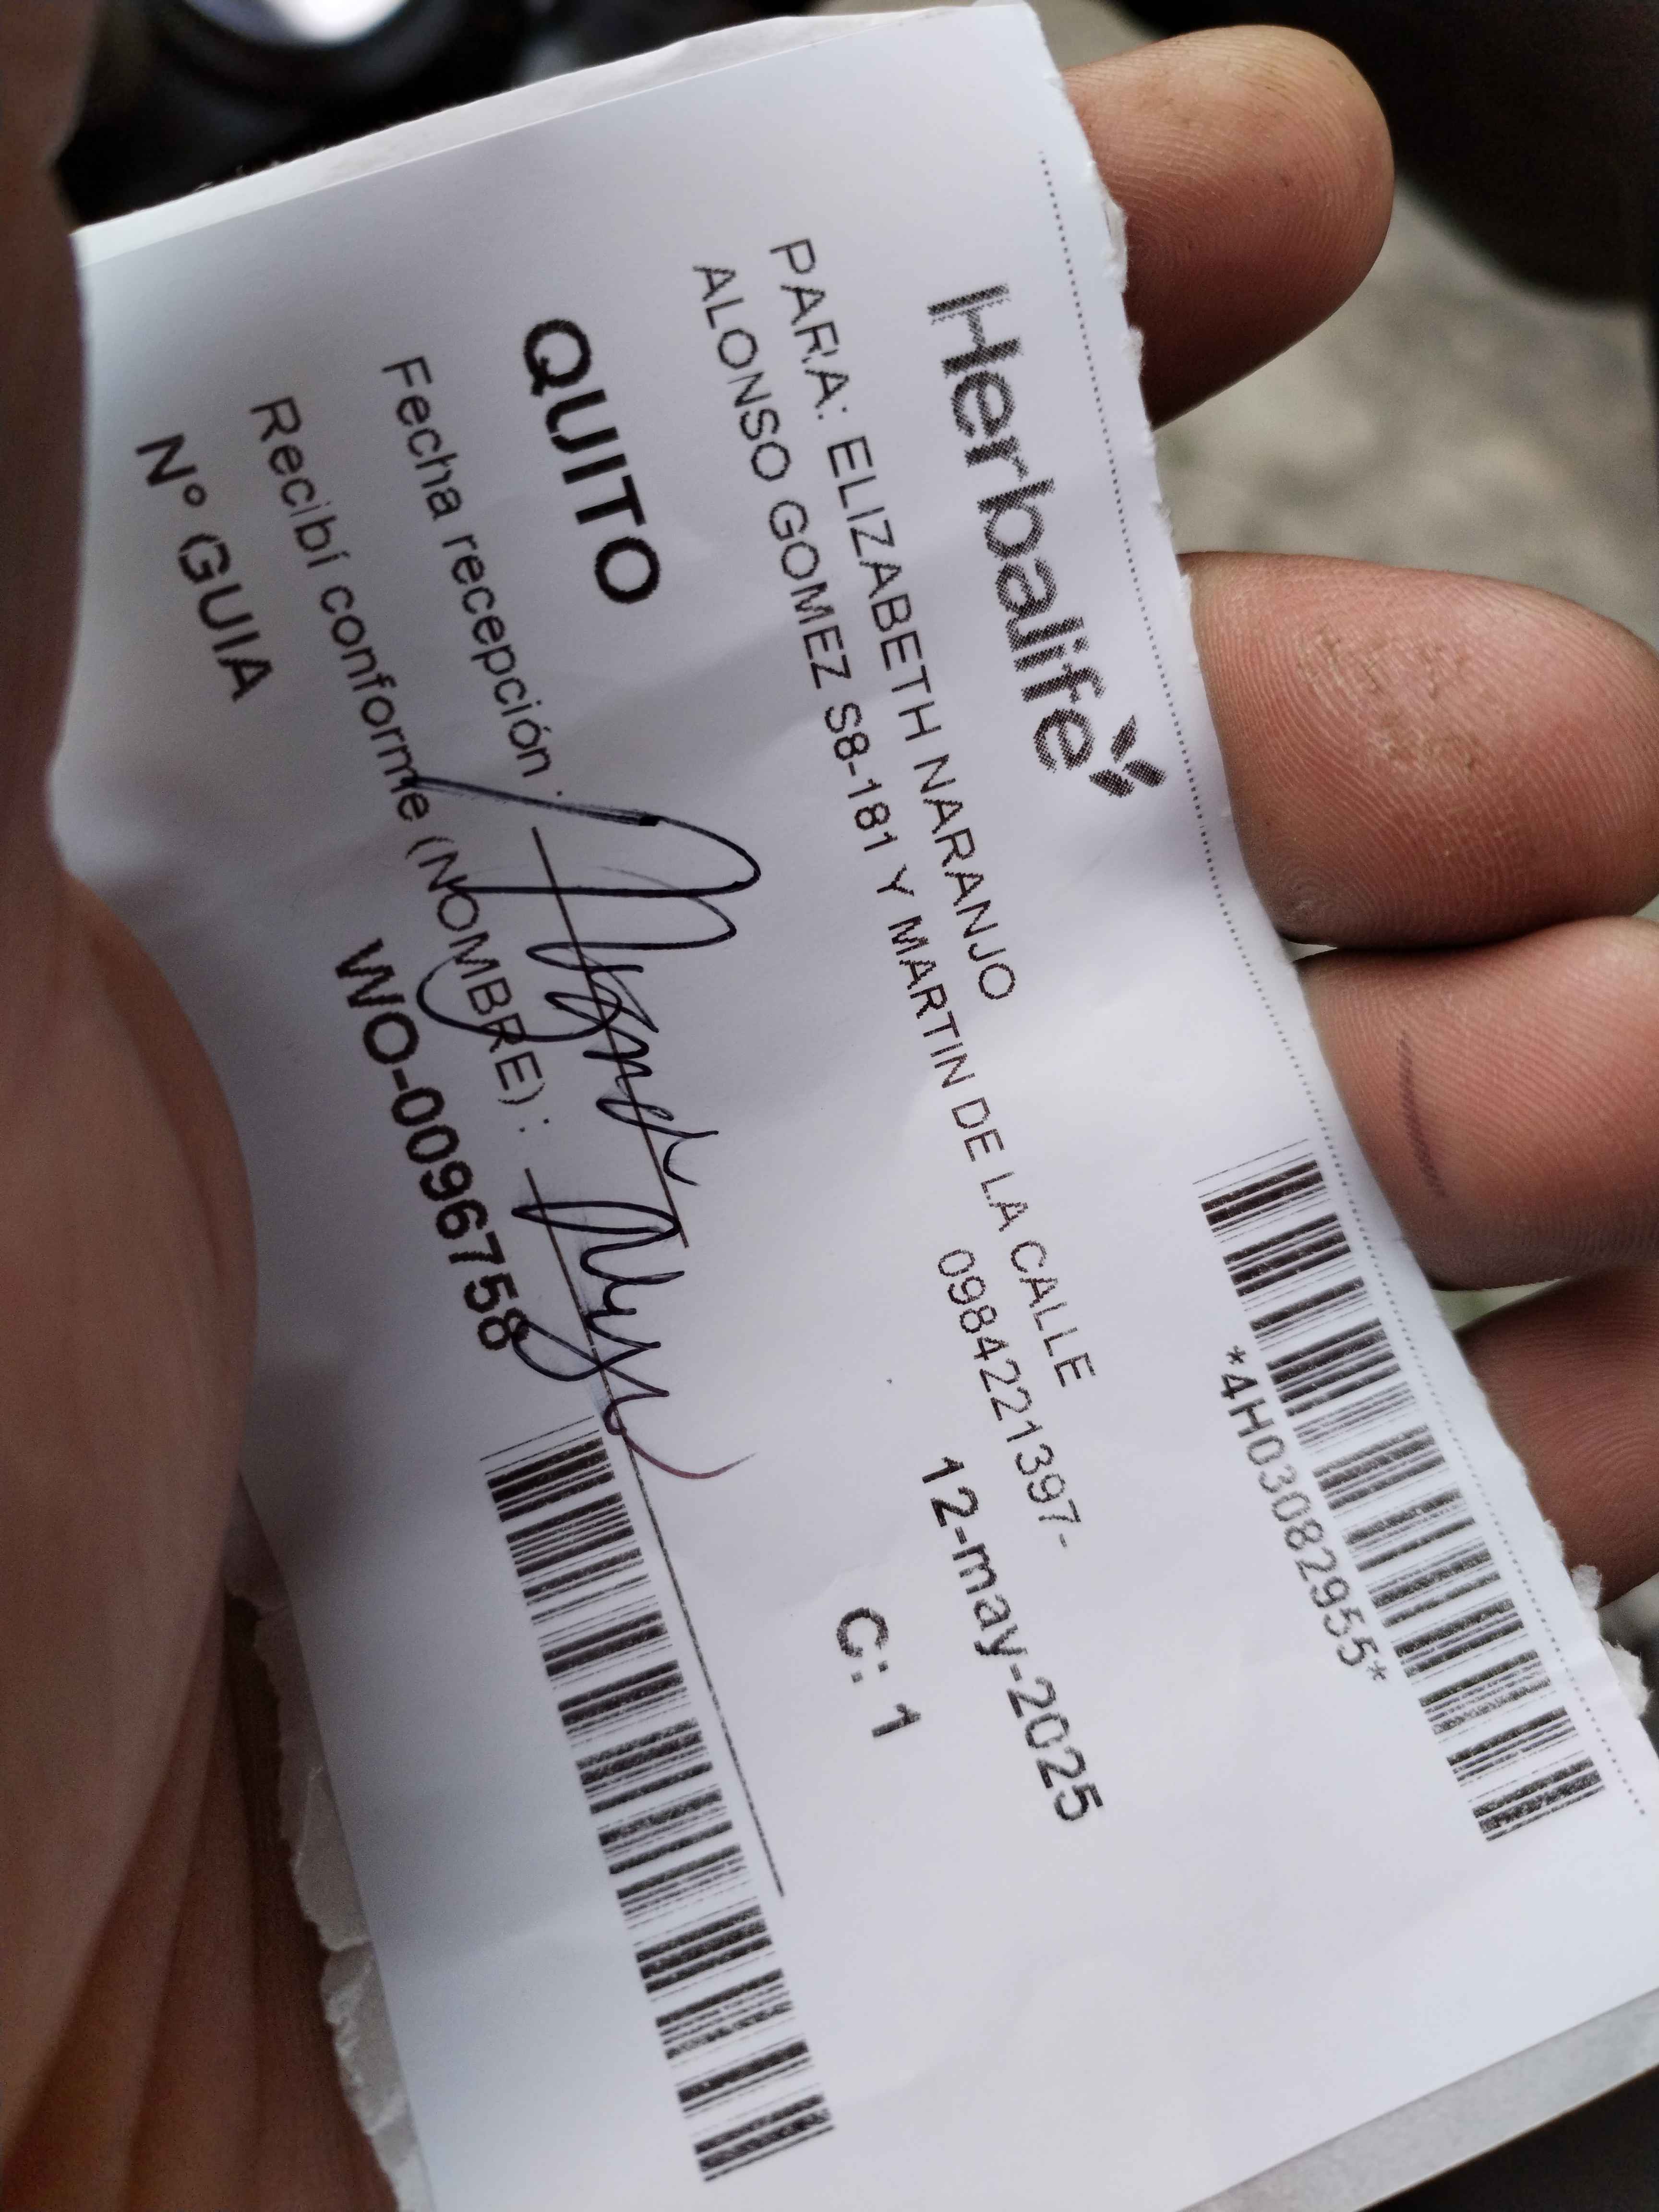 Herbalife
*4H03082955*
PARA: ELIZABETH NARANJO
12-may-2025
ALONSO GOMEZ S8-181 Y MARTIN DE LA CALLE
0984221397-
C: 1
QUITO
Fecha recepción :
Recibí conforme (NOMBRE) :
N° GUIA WO-0096758